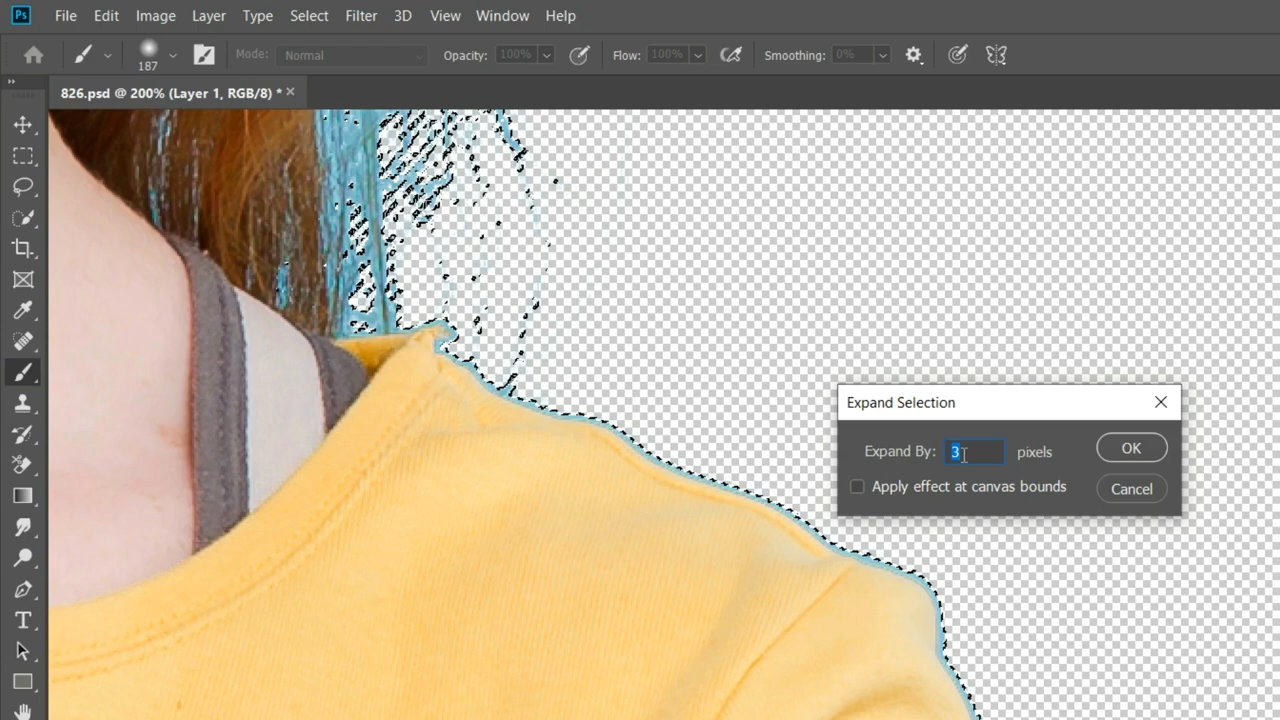 Ps File Edit Image Layer Type Select Filter 3D View Window Help
187 Mode: Normal Opacity: 100% Flow: 100% Smoothing: 0%
826.psd @ 200% (Layer 1, RGB/8) * ×
Expand Selection
Expand By: 3 pixels OK
Apply effect at canvas bounds Cancel
T